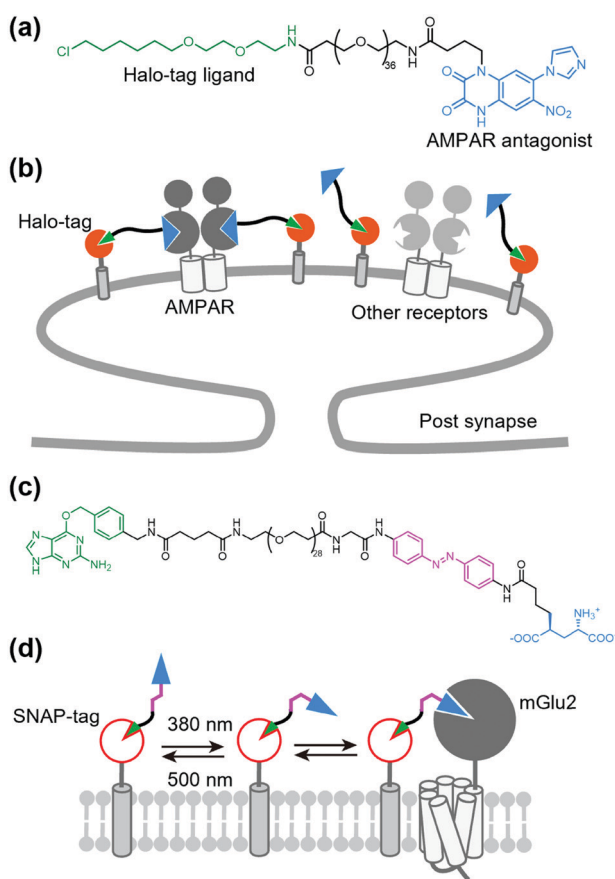 (a)
Cl
O
O
H
N
O
O
36
N
H
O
N
N
N
O
O
N
H
NO2
Halo-tag ligand
AMPAR antagonist
(b)
Halo-tag
AMPAR
Other receptors
Post synapse
(c)
O
N
N
N
H
N
NH2
H
N
O
O
H
N
O
28
O
N
H
O
H
N
N
N
N
H
O
NH3+
-OOC
COO-
(d)
SNAP-tag
380 nm
500 nm
mGlu2